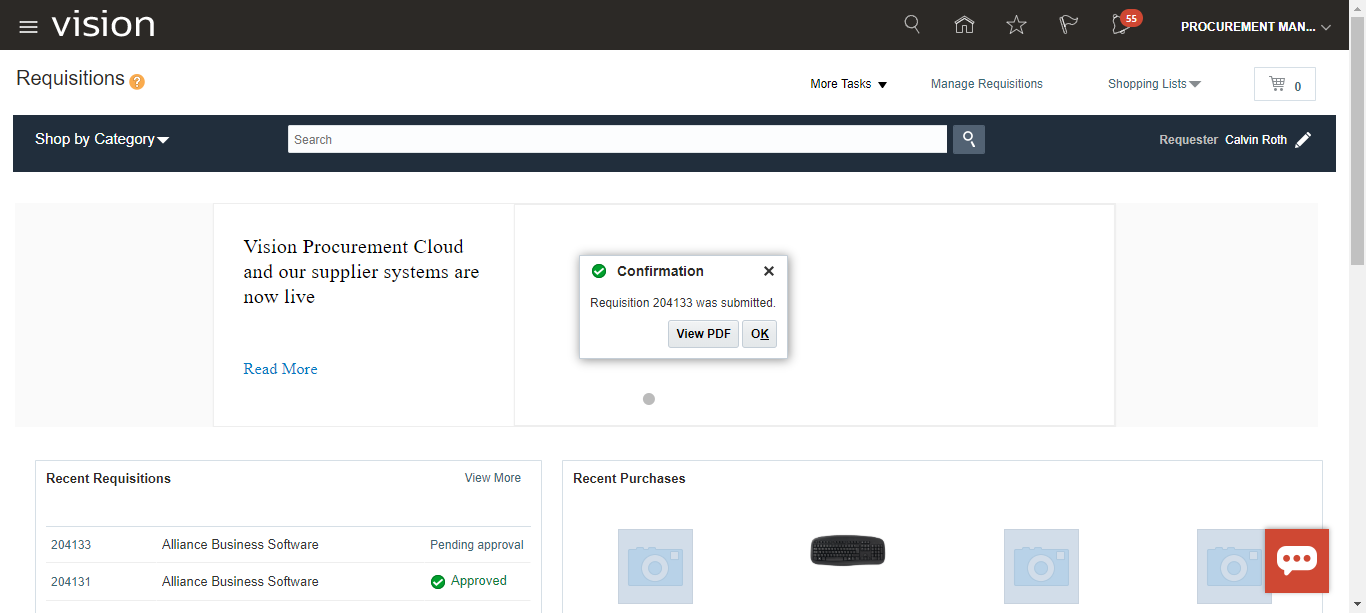 vision
55
PROCUREMENT MAN...
Requisitions ?
More Tasks
Manage Requisitions
Shopping Lists
0
Shop by Category
Search
Requester Calvin Roth
Vision Procurement Cloud
and our supplier systems are
now live
Read More
Confirmation
Requisition 204133 was submitted.
View PDF
OK
Recent Requisitions
View More
204133 Alliance Business Software Pending approval
204131 Alliance Business Software Approved
Recent Purchases